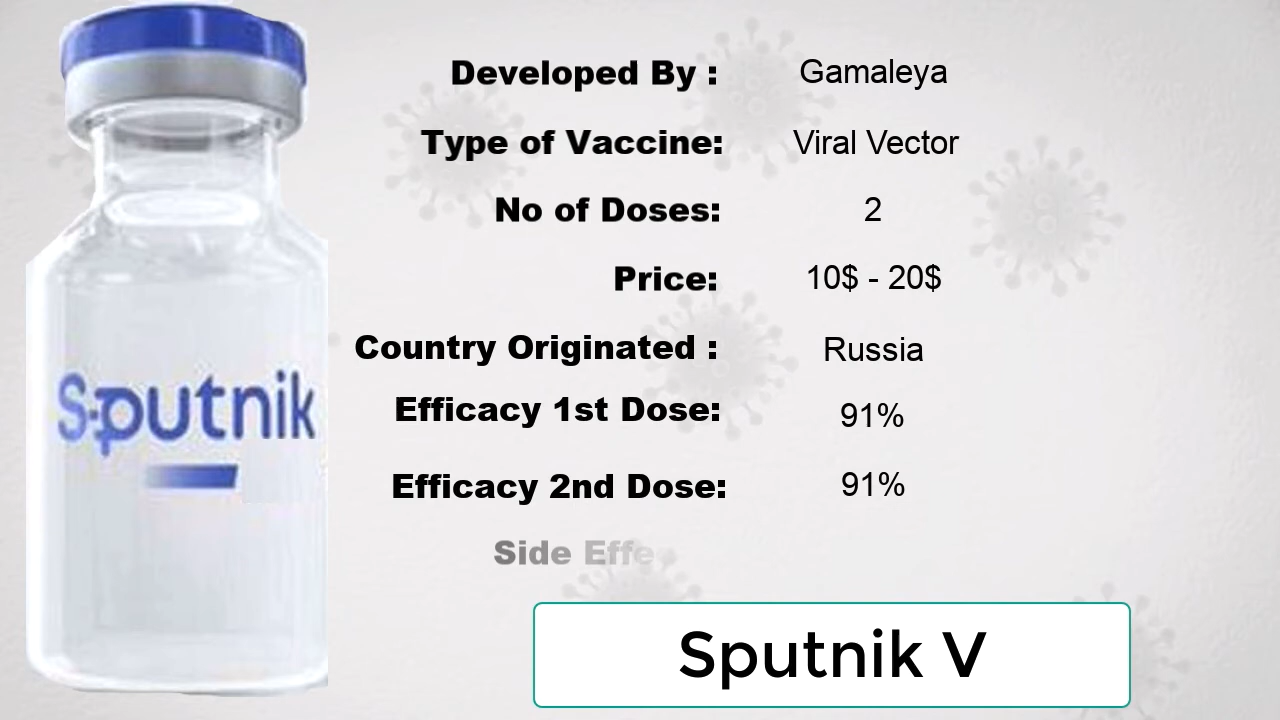 Developed By : Gamaleya
Type of Vaccine: Viral Vector
No of Doses: 2
Price: 10$ - 20$
Country Originated : Russia
Efficacy 1st Dose: 91%
Efficacy 2nd Dose: 91%
Side Effe
Sputnik
Sputnik V